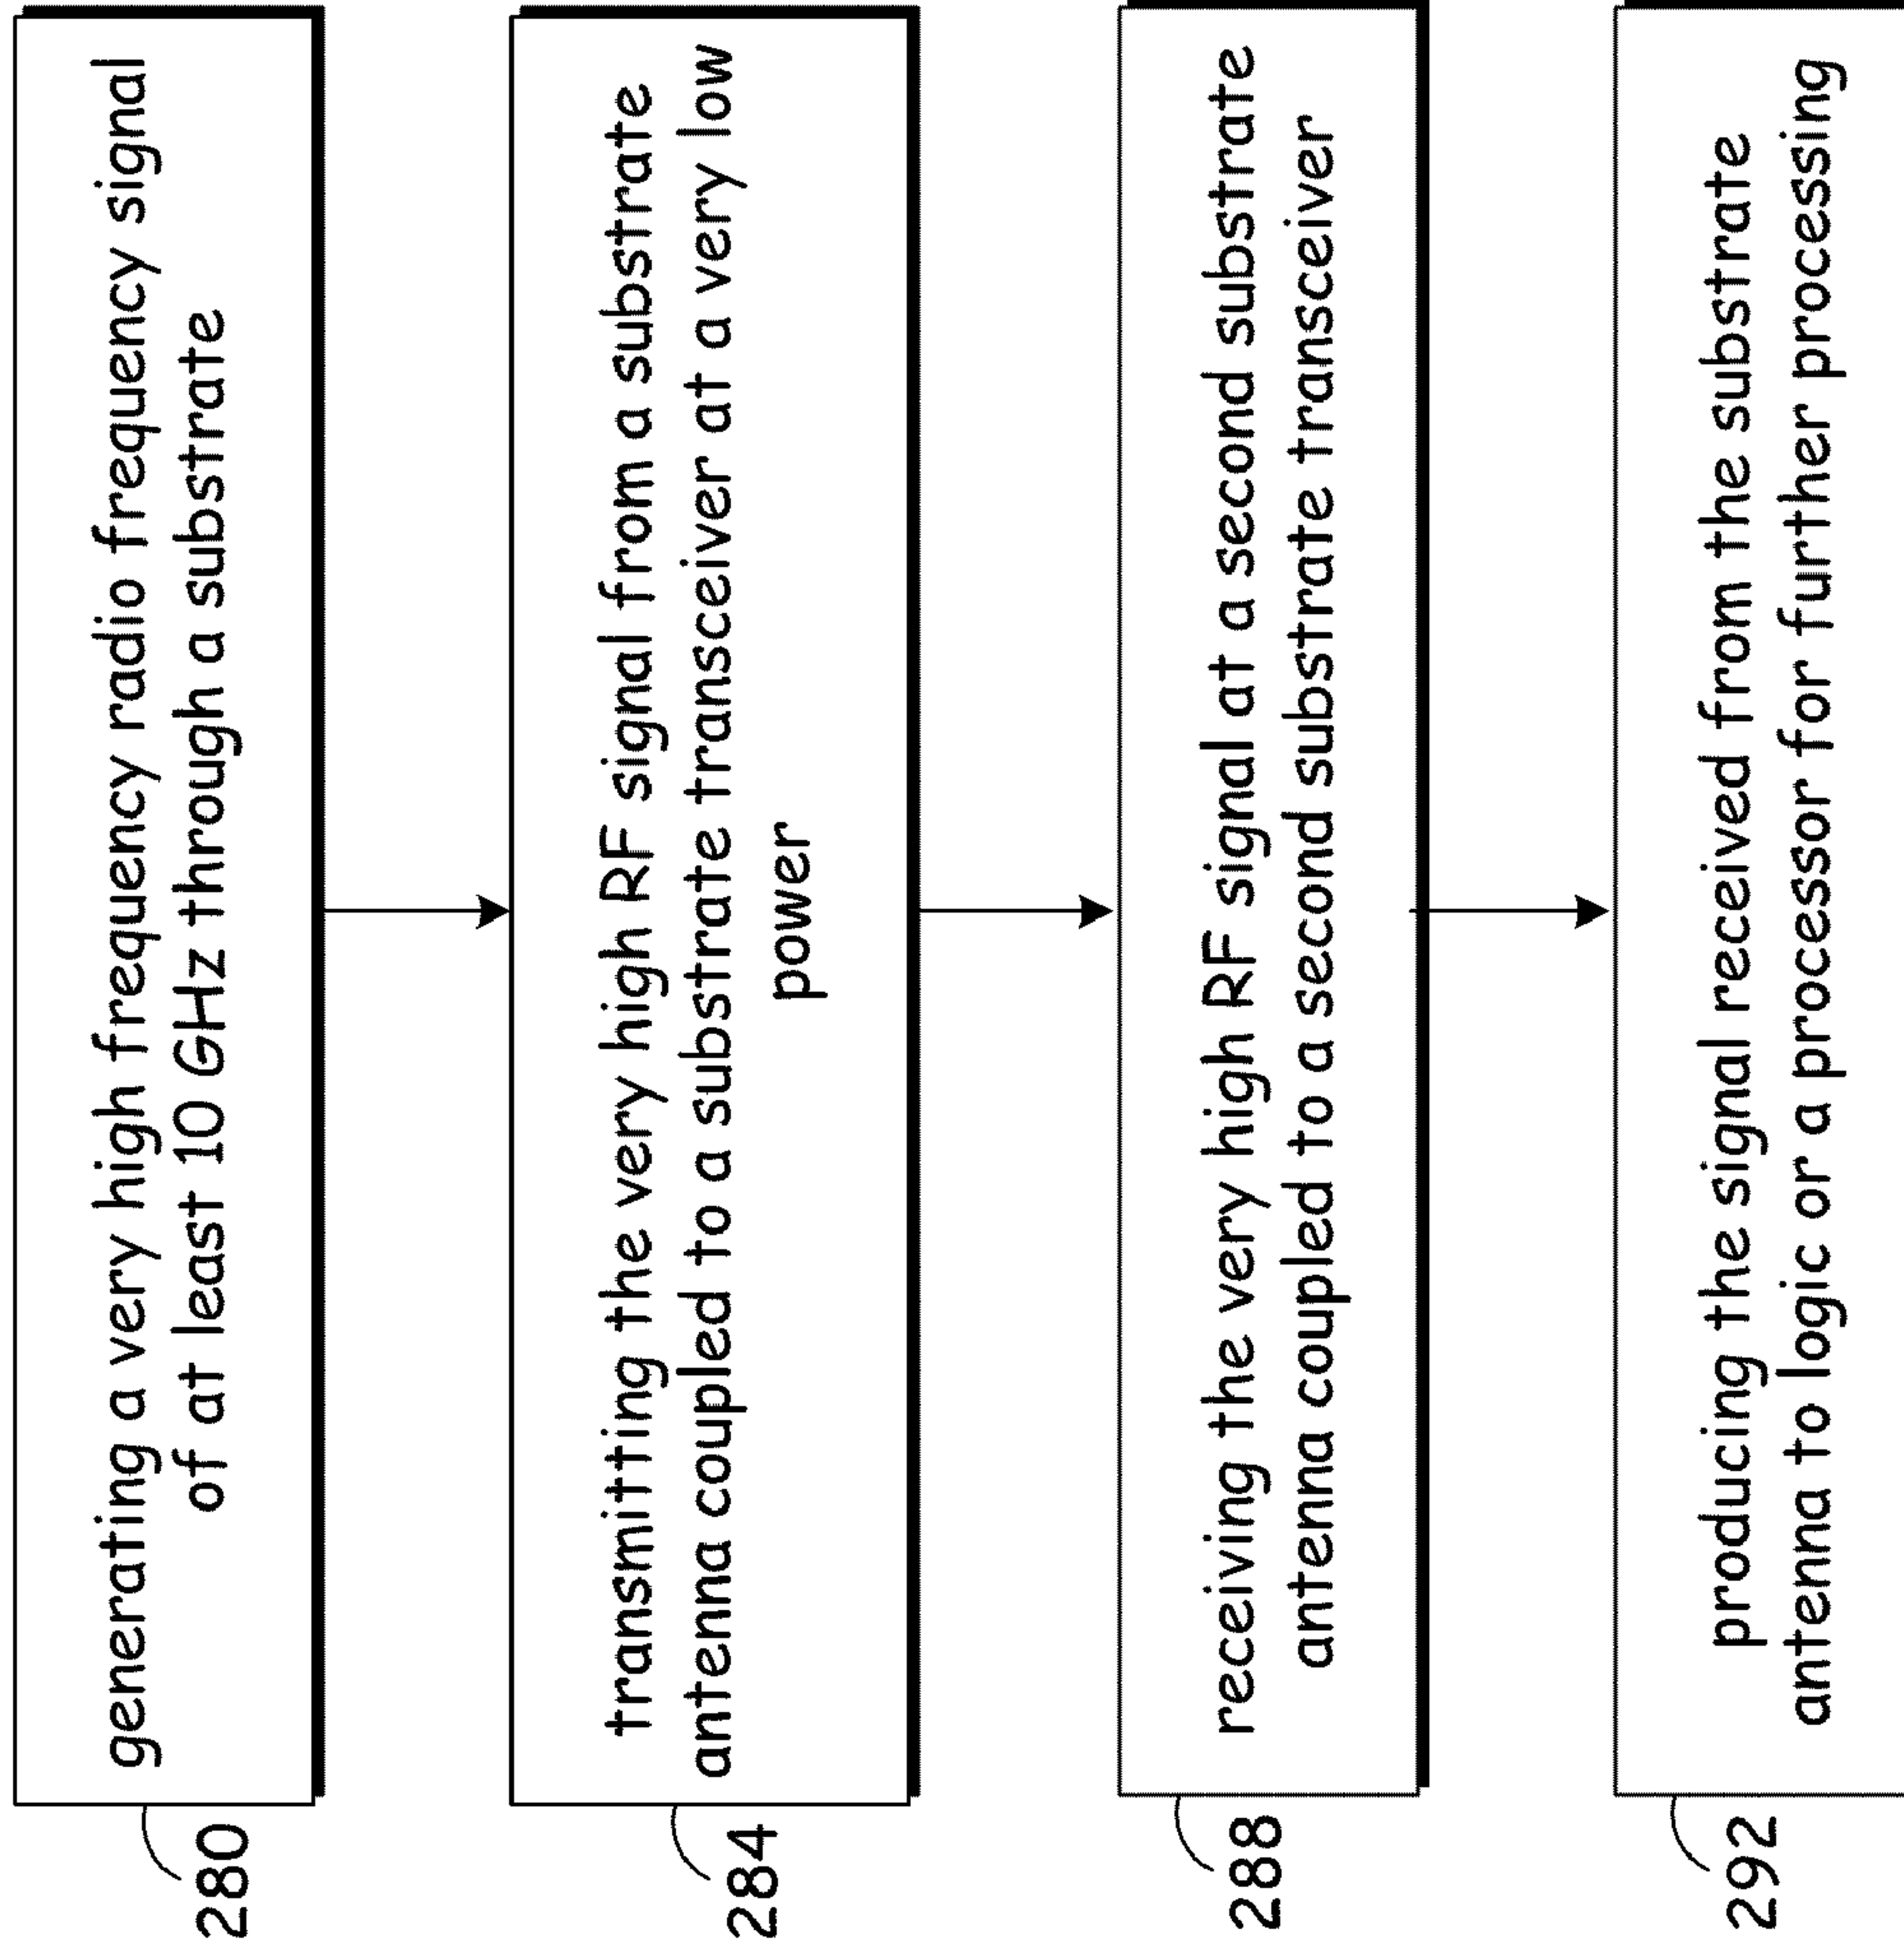 generating a very high frequency radio frequency signal
of at least 10 GHz through a substrate
280
transmitting the very high RF signal from a substrate
antenna coupled to a substrate transceiver at a very low
power
284
receiving the very high RF signal at a second substrate
antenna coupled to a second substrate transceiver
288
producing the signal received from the substrate
antenna to logic or a processor for further processing
292